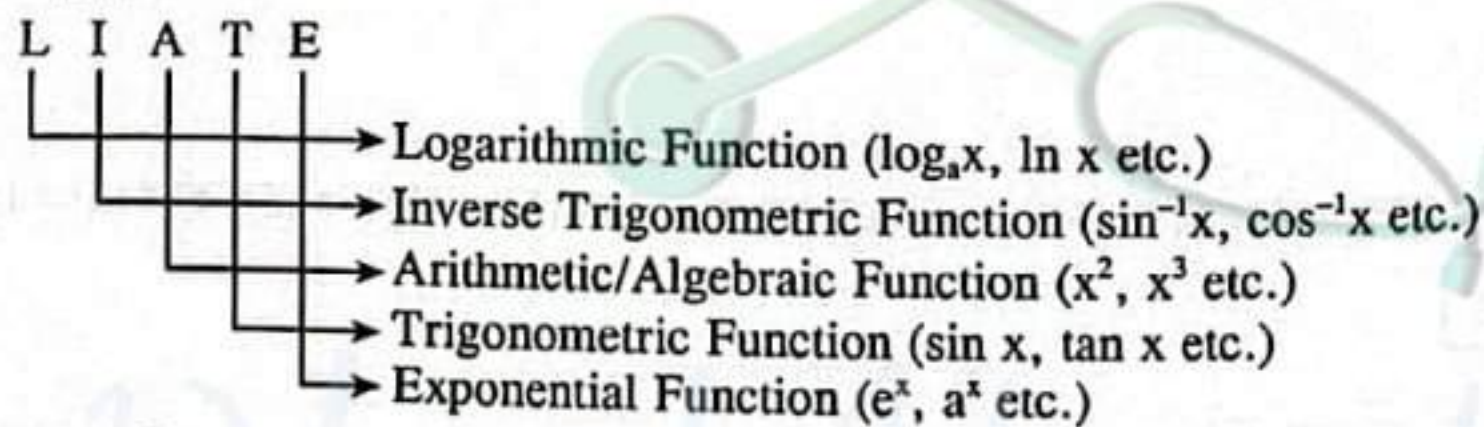 L I A T E
Logarithmic Function (logₐx, ln x etc.)
Inverse Trigonometric Function (sin⁻¹x, cos⁻¹x etc.)
Arithmetic/Algebraic Function (x², x³ etc.)
Trigonometric Function (sin x, tan x etc.)
Exponential Function (eˣ, aˣ etc.)